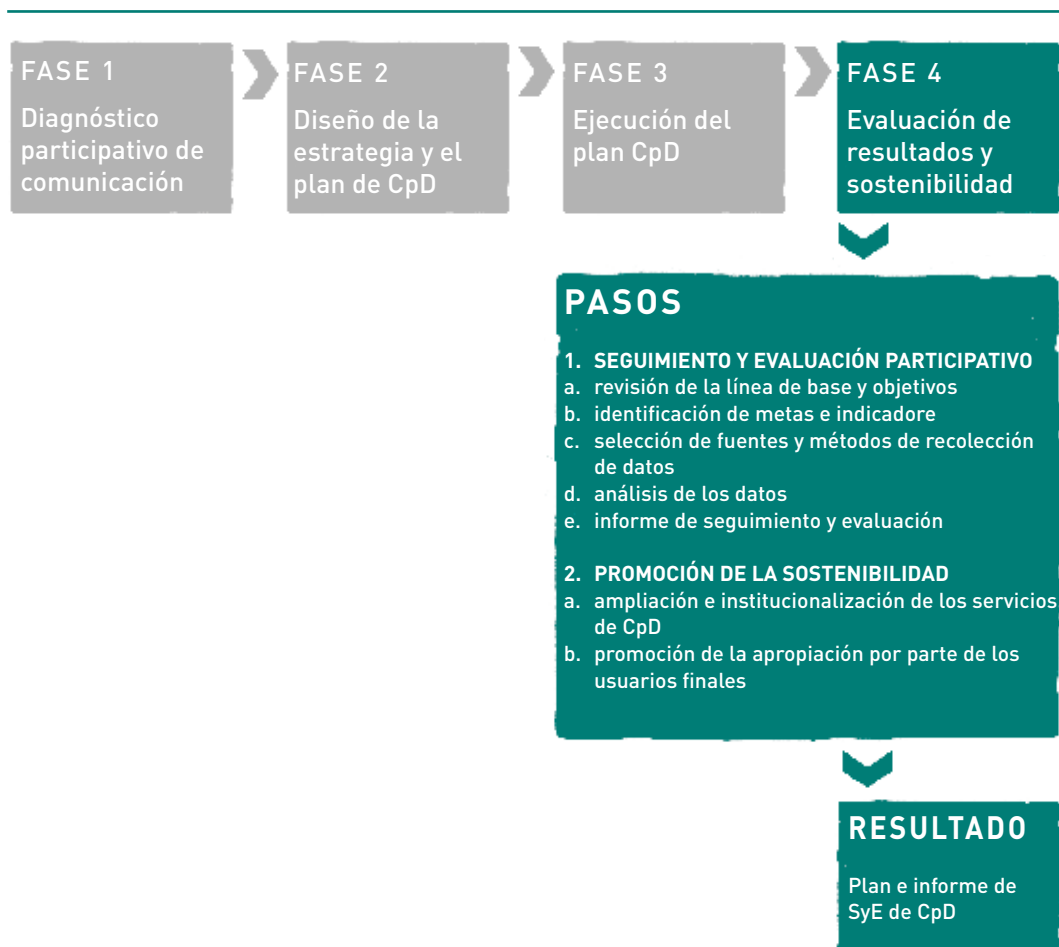 FASE 1
Diagnóstico
participativo de
comunicación
FASE 2
Diseño de la
estrategia y el
plan de CpD
FASE 3
Ejecución del
plan CpD
FASE 4
Evaluación de
resultados y
sostenibilidad
PASOS
1. SEGUIMIENTO Y EVALUACIÓN PARTICIPATIVO
a. revisión de la línea de base y objetivos
b. identificación de metas e indicadore
c. selección de fuentes y métodos de recolección
de datos
d. análisis de los datos
e. informe de seguimiento y evaluación
2. PROMOCIÓN DE LA SOSTENIBILIDAD
a. ampliación e institucionalización de los servicios
de CpD
b. promoción de la apropiación por parte de los
usuarios finales
RESULTADO
Plan e informe de
SyE de CpD